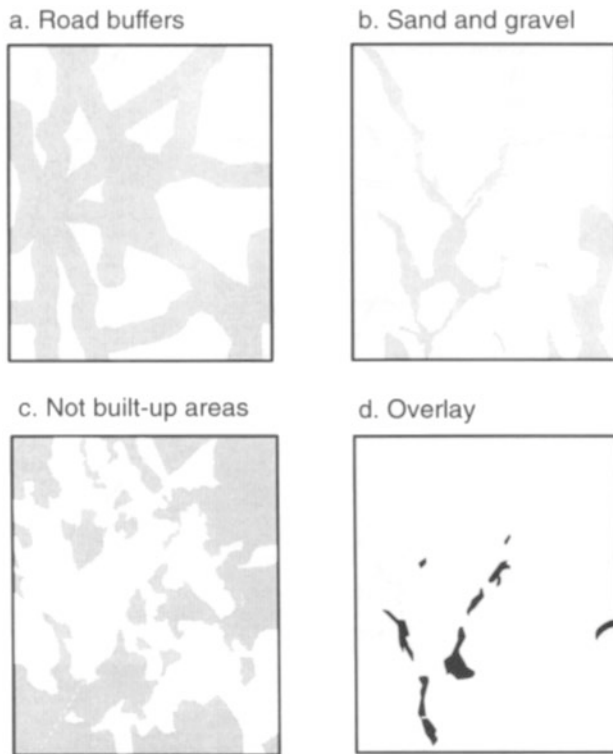 a. Road buffers
b. Sand and gravel
c. Not built-up areas
d. Overlay